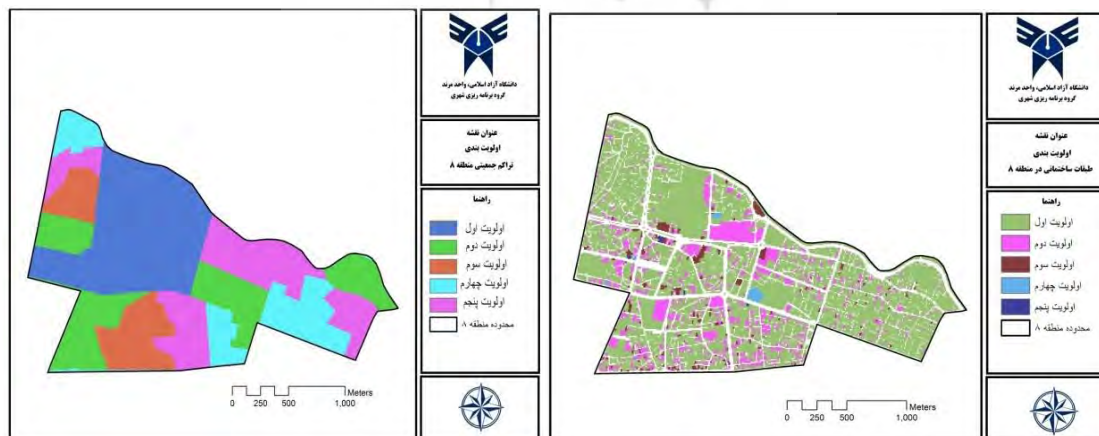 دانشگاه آزاد اسلامی، واحد مرند
گروه برنامه ریزی شهری
عنوان نقشه
اولویت بندی
تراکم جمعیتی منطقه ۸
راهنما
اولویت اول
اولویت دوم
اولویت سوم
اولویت چهارم
اولویت پنجم
محدوده منطقه ۸
Meters
0 250 500 1,000
دانشگاه آزاد اسلامی، واحد مرند
گروه برنامه ریزی شهری
عنوان نقشه
اولویت بندی
طبقات ساختمانی در منطقه ۸
راهنما
اولویت اول
اولویت دوم
اولویت سوم
اولویت چهارم
اولویت پنجم
محدوده منطقه ۸
Meters
0 250 500 1,000